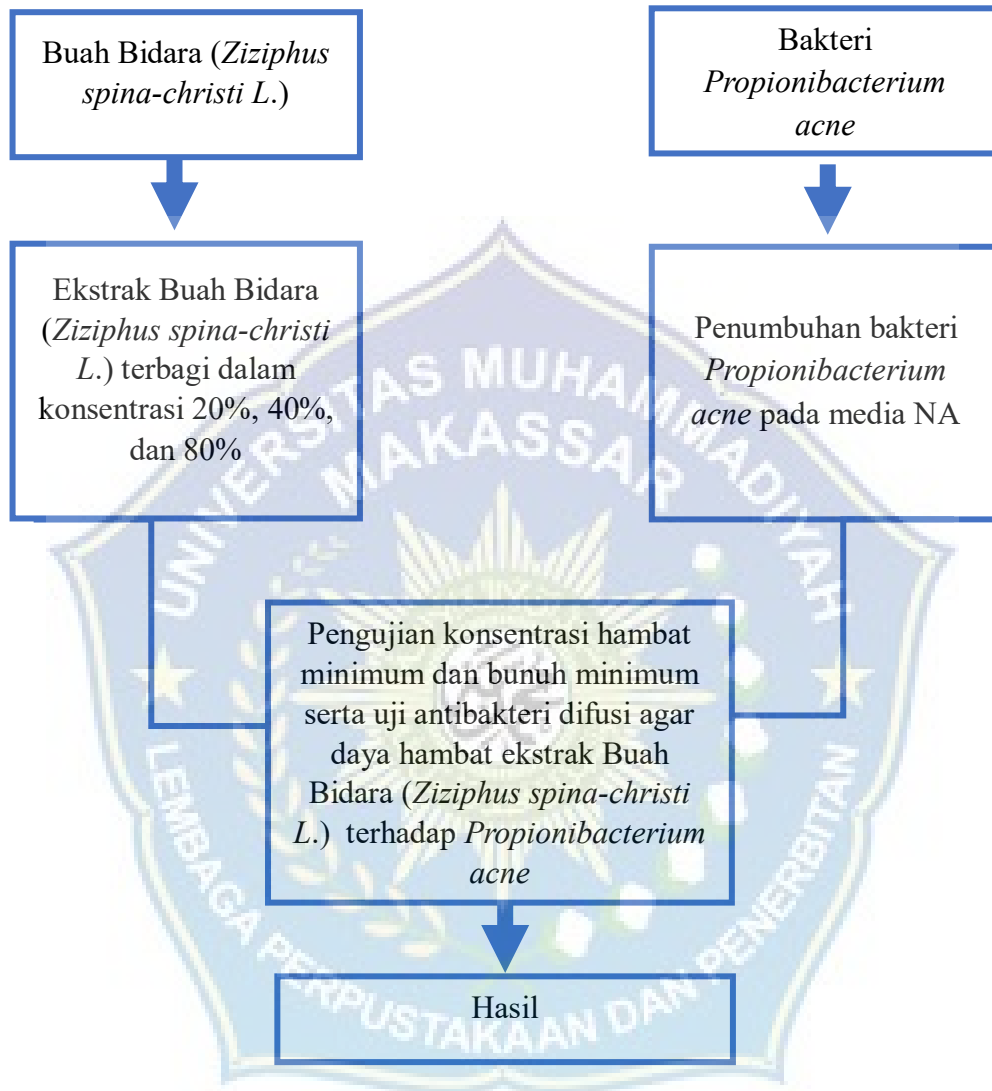 Buah Bidara (Ziziphus
spina-christi L.)
Bakteri
Propionibacterium
acne
Ekstrak Buah Bidara
(Ziziphus spina-christi
L.) terbagi dalam
konsentrasi 20%, 40%,
dan 80%
Penumbuhan bakteri
Propionibacterium
acne pada media NA
Pengujian konsentrasi hambat
minimum dan bunuh minimum
serta uji antibakteri difusi agar
daya hambat ekstrak Buah
Bidara (Ziziphus spina-christi
L.) terhadap Propionibacterium
acne
Hasil
UNIVERSITAS MUHAMMADIYAH
MAKASSAR
LEMBAGA PERPUSTAKAAN DAN PENERBITAN